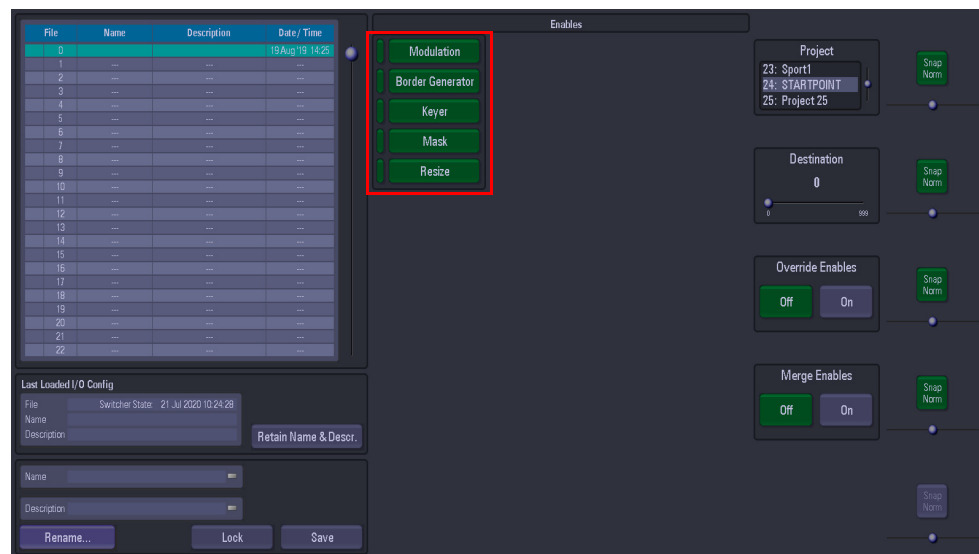 Enables
File Name Description Date / Time
0 19 Aug '19 14:25
1 --- --- ---
2 --- --- ---
3 --- --- ---
4 --- --- ---
5 --- --- ---
6 --- --- ---
7 --- --- ---
8 --- --- ---
9 --- --- ---
10 --- --- ---
11 --- --- ---
12 --- --- ---
13 --- --- ---
14 --- --- ---
15 --- --- ---
16 --- --- ---
17 --- --- ---
18 --- --- ---
19 --- --- ---
20 --- --- ---
21 --- --- ---
22 --- --- ---
Last Loaded I/O Config
File Switcher State: 21 Jul 2020 10:24:28
Name
Description
Retain Name & Descr.
Name
Description
Rename... Lock Save
Modulation
Border Generator
Keyer
Mask
Resize
Project
23: Sport1
24: STARTPOINT
25: Project 25
Snap
Norm
Destination
0
0 999
Snap
Norm
Override Enables
Off On
Snap
Norm
Merge Enables
Off On
Snap
Norm
Snap
Norm